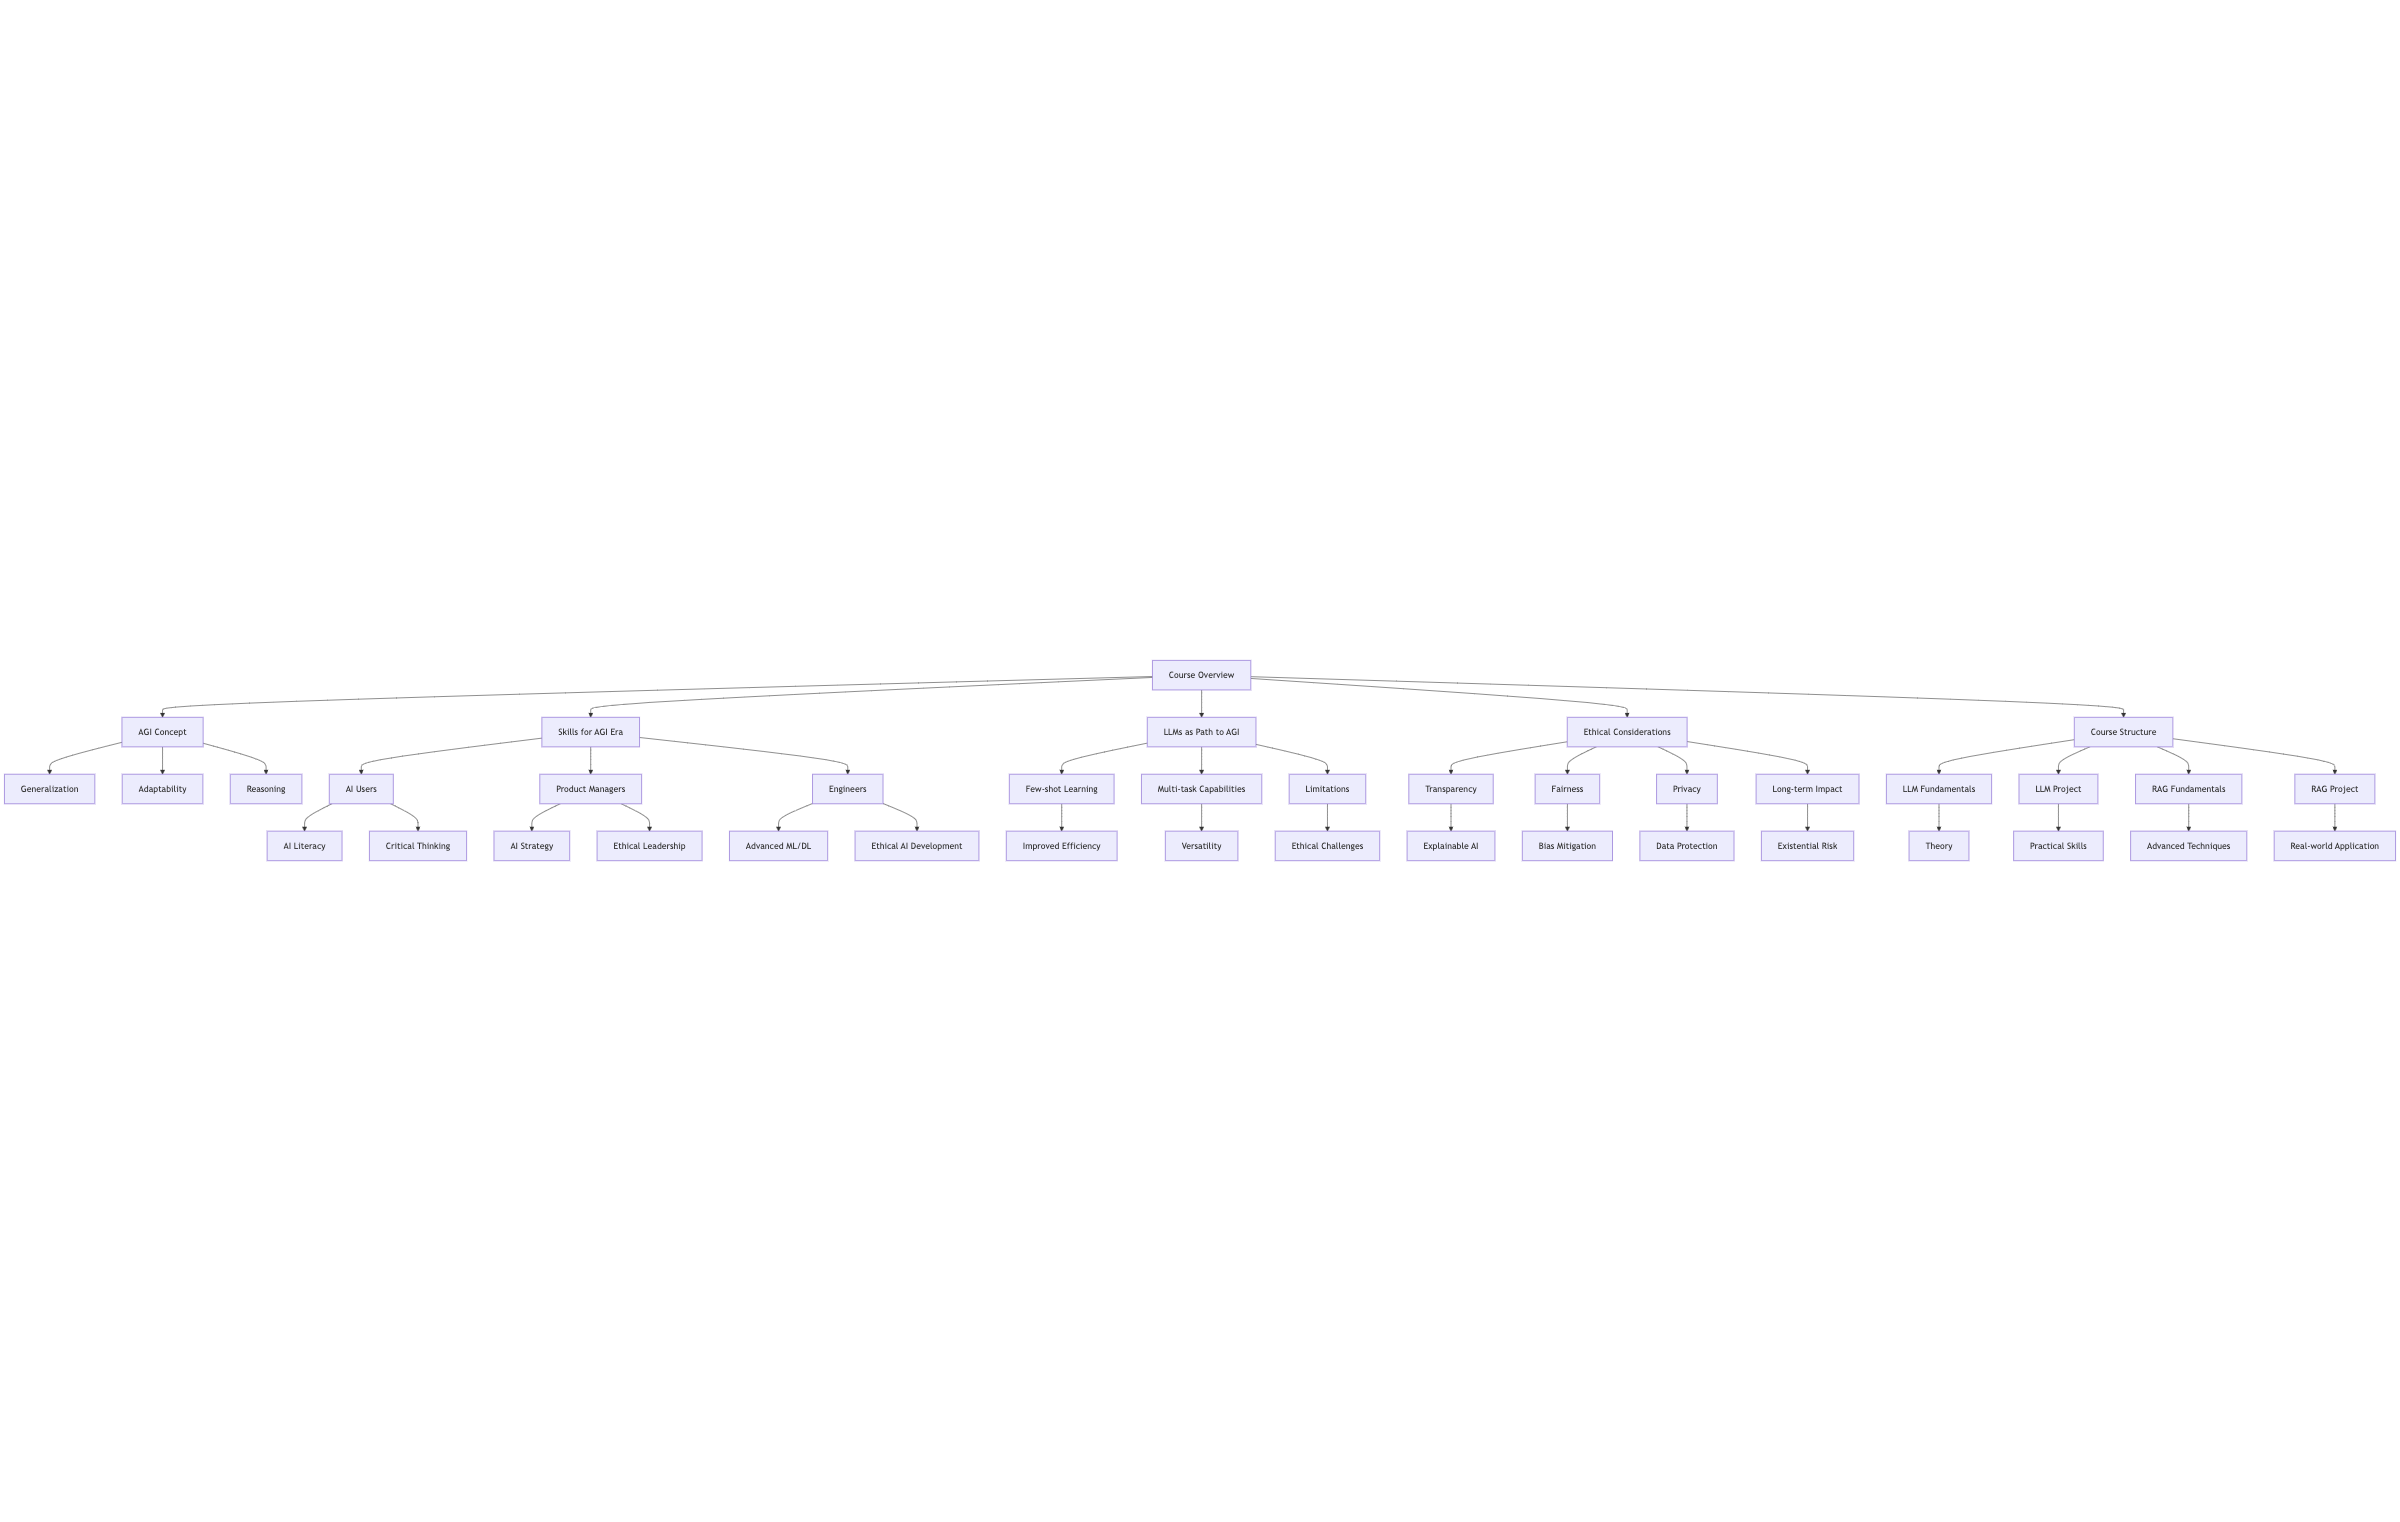 Course Overview
AGI Concept
Skills for AGI Era
LLMs as Path to AGI
Ethical Considerations
Course Structure
Generalization
Adaptability
Reasoning
AI Users
Product Managers
Engineers
Few-shot Learning
Multi-task Capabilities
Limitations
Transparency
Fairness
Privacy
Long-term Impact
LLM Fundamentals
LLM Project
RAG Fundamentals
RAG Project
AI Literacy
Critical Thinking
AI Strategy
Ethical Leadership
Advanced ML/DL
Ethical AI Development
Improved Efficiency
Versatility
Ethical Challenges
Explainable AI
Bias Mitigation
Data Protection
Existential Risk
Theory
Practical Skills
Advanced Techniques
Real-world Application